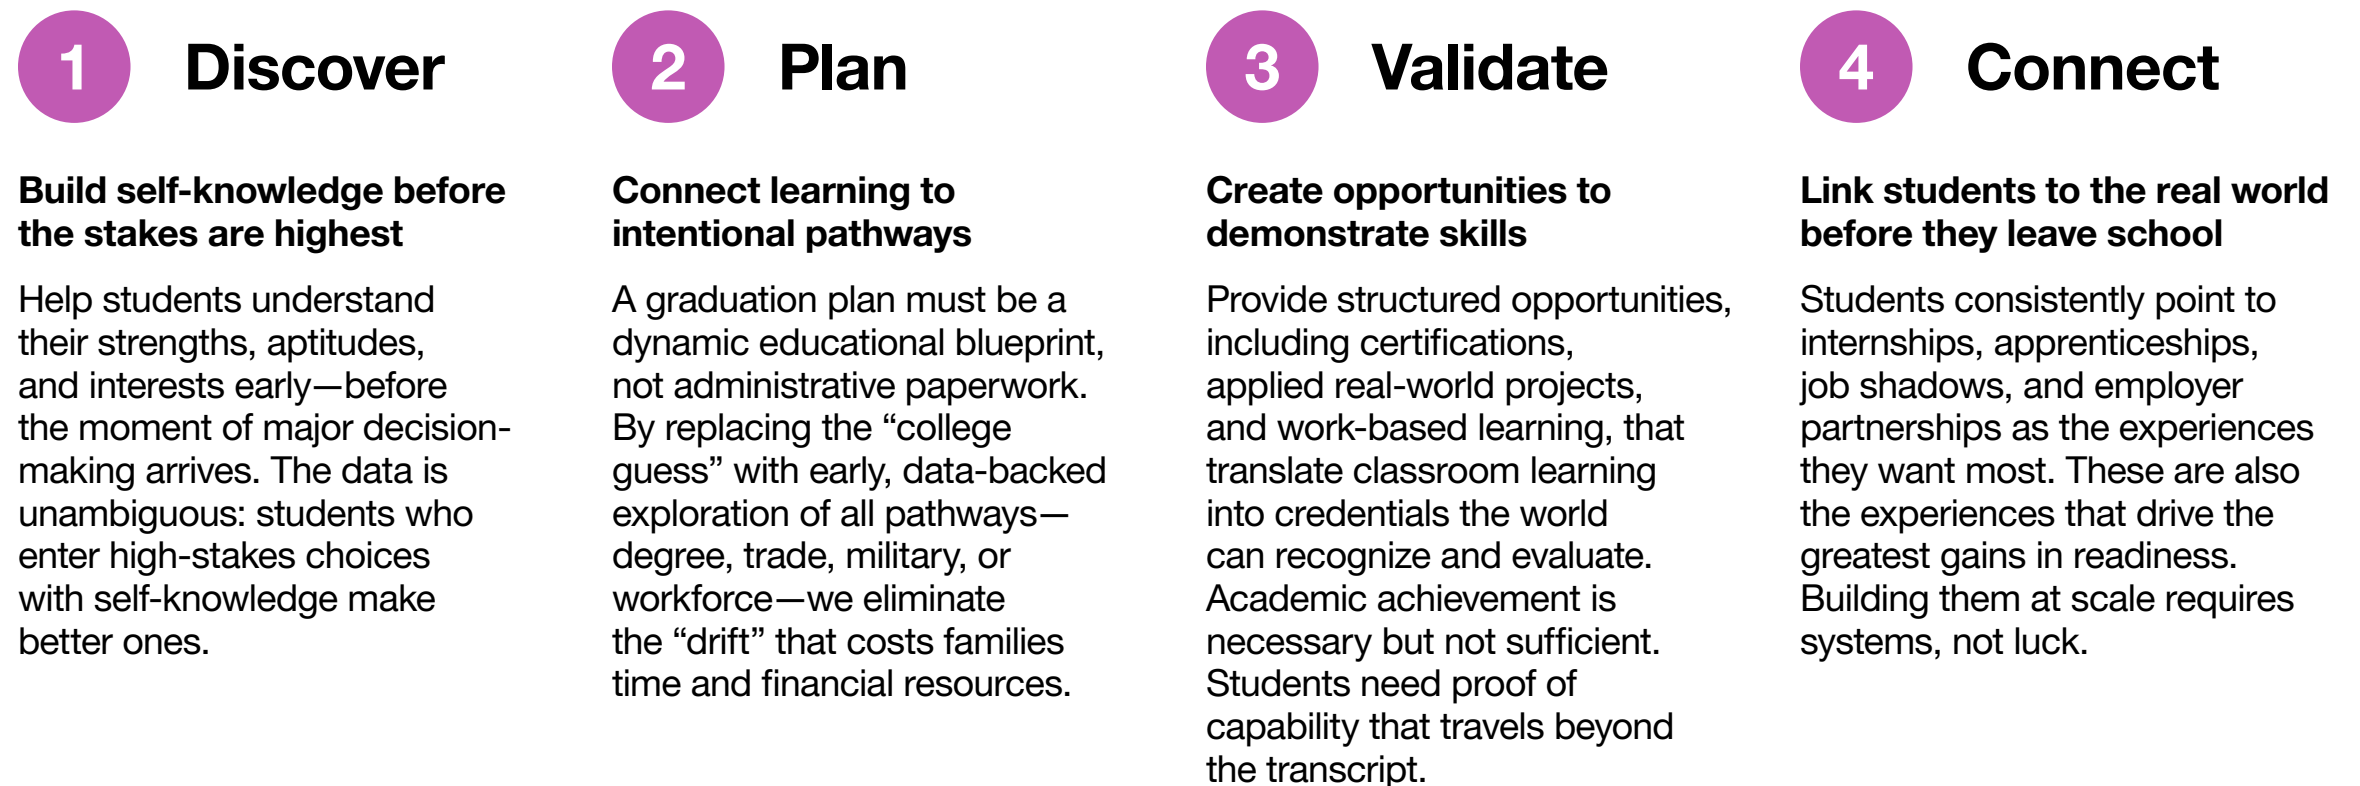 1 Discover
Build self-knowledge before
the stakes are highest
Help students understand
their strengths, aptitudes,
and interests early—before
the moment of major decision-
making arrives. The data is
unambiguous: students who
enter high-stakes choices
with self-knowledge make
better ones.
2 Plan
Connect learning to
intentional pathways
A graduation plan must be a
dynamic educational blueprint,
not administrative paperwork.
By replacing the “college
guess” with early, data-backed
exploration of all pathways—
degree, trade, military, or
workforce—we eliminate
the “drift” that costs families
time and financial resources.
3 Validate
Create opportunities to
demonstrate skills
Provide structured opportunities,
including certifications,
applied real-world projects,
and work-based learning, that
translate classroom learning
into credentials the world
can recognize and evaluate.
Academic achievement is
necessary but not sufficient.
Students need proof of
capability that travels beyond
the transcript.
4 Connect
Link students to the real world
before they leave school
Students consistently point to
internships, apprenticeships,
job shadows, and employer
partnerships as the experiences
they want most. These are also
the experiences that drive the
greatest gains in readiness.
Building them at scale requires
systems, not luck.